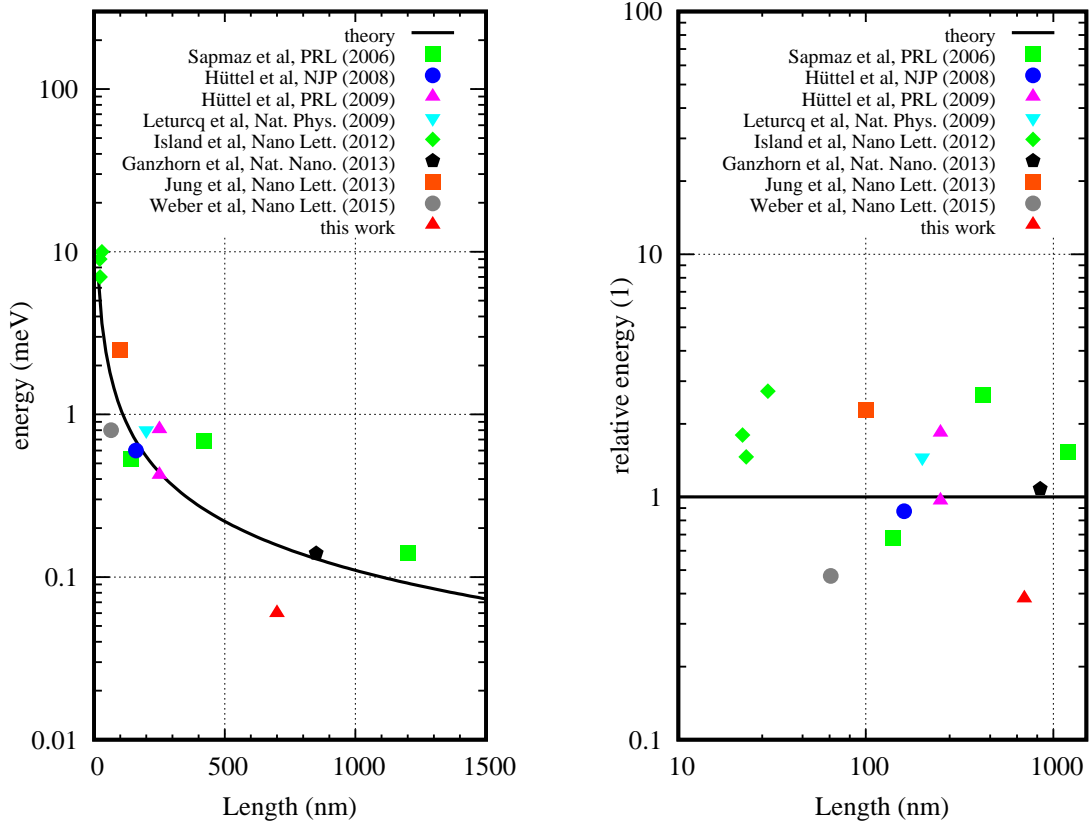 theory
Sapmaz et al, PRL (2006)
Hüttel et al, NJP (2008)
Hüttel et al, PRL (2009)
Leturcq et al, Nat. Phys. (2009)
Island et al, Nano Lett. (2012)
Ganzhorn et al, Nat. Nano. (2013)
Jung et al, Nano Lett. (2013)
Weber et al, Nano Lett. (2015)
this work
100
10
1
0.1
0.01
energy (meV)
0 500 1000 1500
Length (nm)
theory
Sapmaz et al, PRL (2006)
Hüttel et al, NJP (2008)
Hüttel et al, PRL (2009)
Leturcq et al, Nat. Phys. (2009)
Island et al, Nano Lett. (2012)
Ganzhorn et al, Nat. Nano. (2013)
Jung et al, Nano Lett. (2013)
Weber et al, Nano Lett. (2015)
this work
100
10
1
0.1
relative energy (1)
10 100 1000
Length (nm)